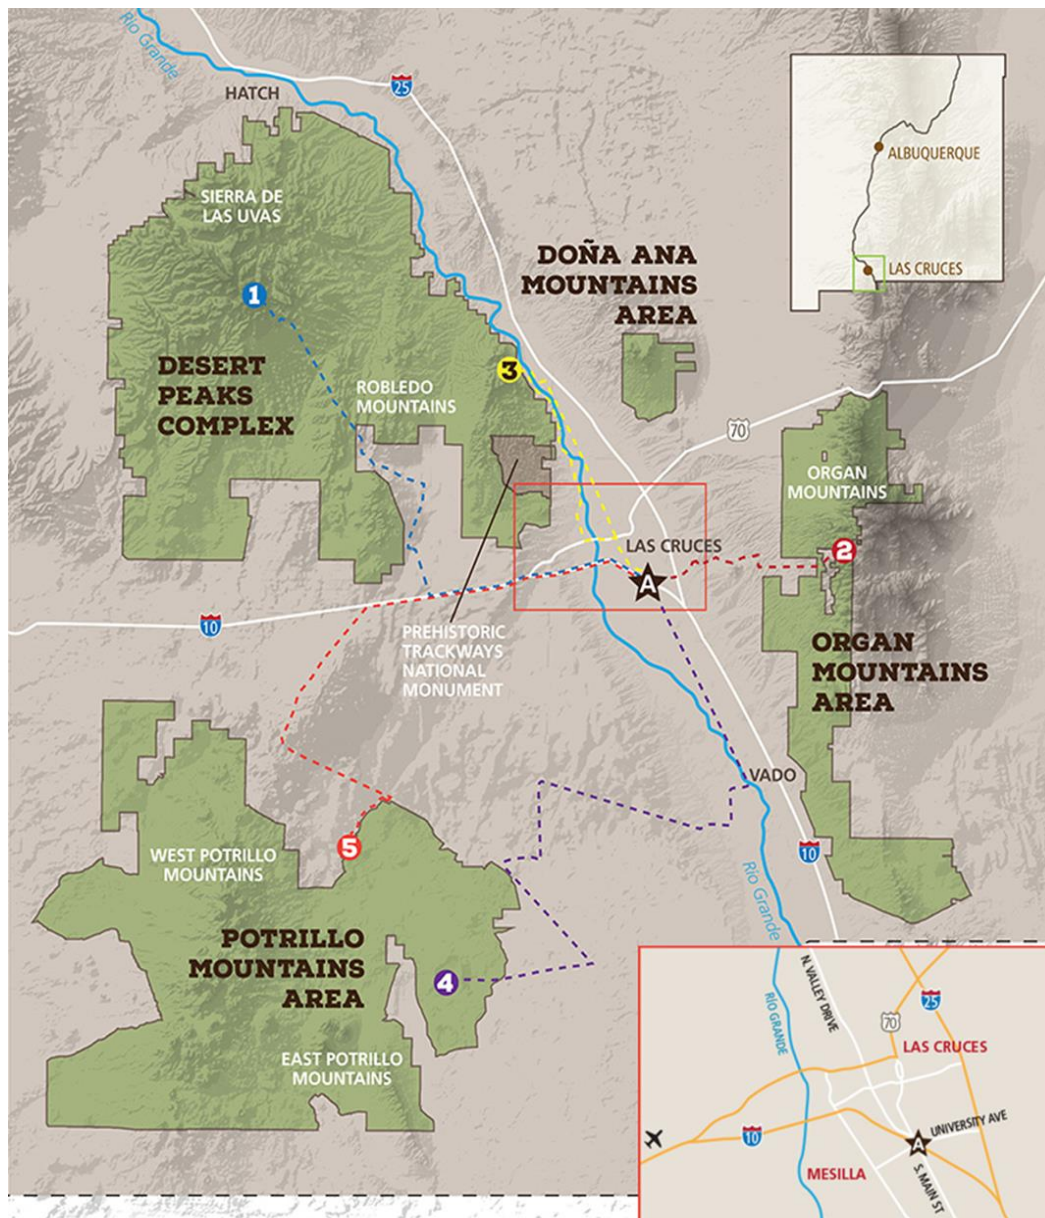 Río Grande
HATCH
25
ALBUQUERQUE
LAS CRUCES
SIERRA DE
LAS UVAS
DOÑA ANA
MOUNTAINS
AREA
1
DESERT
PEAKS
COMPLEX
3
ROBLEDO
MOUNTAINS
70
ORGAN
MOUNTAINS
LAS CRUCES
2
A
10
PREHISTORIC
TRACKWAYS
NATIONAL
MONUMENT
ORGAN
MOUNTAINS
AREA
VADO
5
WEST POTRILLO
MOUNTAINS
10
Río Grande
POTRILLO
MOUNTAINS
AREA
4
EAST POTRILLO
MOUNTAINS
N. VALLEY DRIVE
RÍO GRANDE
25
70
LAS CRUCES
10
UNIVERSITY AVE
A
MESILLA
S. MAIN ST